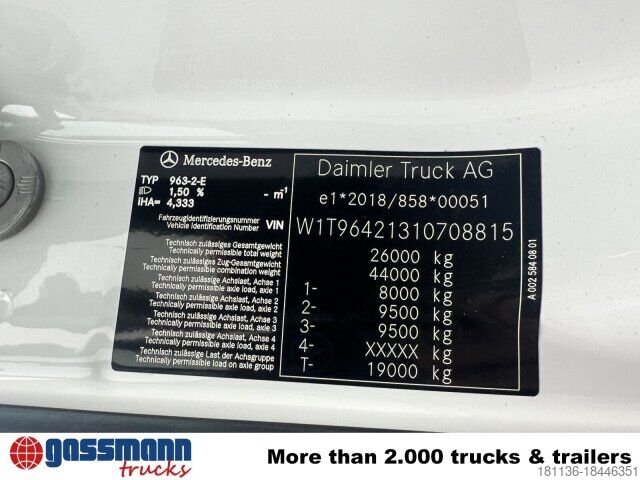 Mercedes-Benz
TYP 963-2-E
1,50 % - m⁻¹
iHA= 4,333
Fahrzeugidentifizierungsnummer
Vehicle Identification Number VIN
Technisch zulässiges Gesamtgewicht
Technically permissible total weight
Technisch zulässiges Zug-Gesamtgewicht
Technically permissible combination weight
Technisch zulässige Achslast, Achse 1
Technically permissible axle load, axle 1
Technisch zulässige Achslast, Achse 2
Technically permissible axle load, axle 2
Technisch zulässige Achslast, Achse 3
Technically permissible axle load, axle 3
Technisch zulässige Achslast, Achse 4
Technically permissible axle load, axle 4
Technisch zulässige Last der Achsgruppe
Technically permissible load on axle group
Daimler Truck AG
e1*2018/858*00051
W1T96421310708815
26000 kg
44000 kg
1- 8000 kg
2- 9500 kg
3- 9500 kg
4- XXXXX kg
T- 19000 kg
A 002 584 08 01
gassmann
trucks
More than 2.000 trucks & trailers
181136-18446351